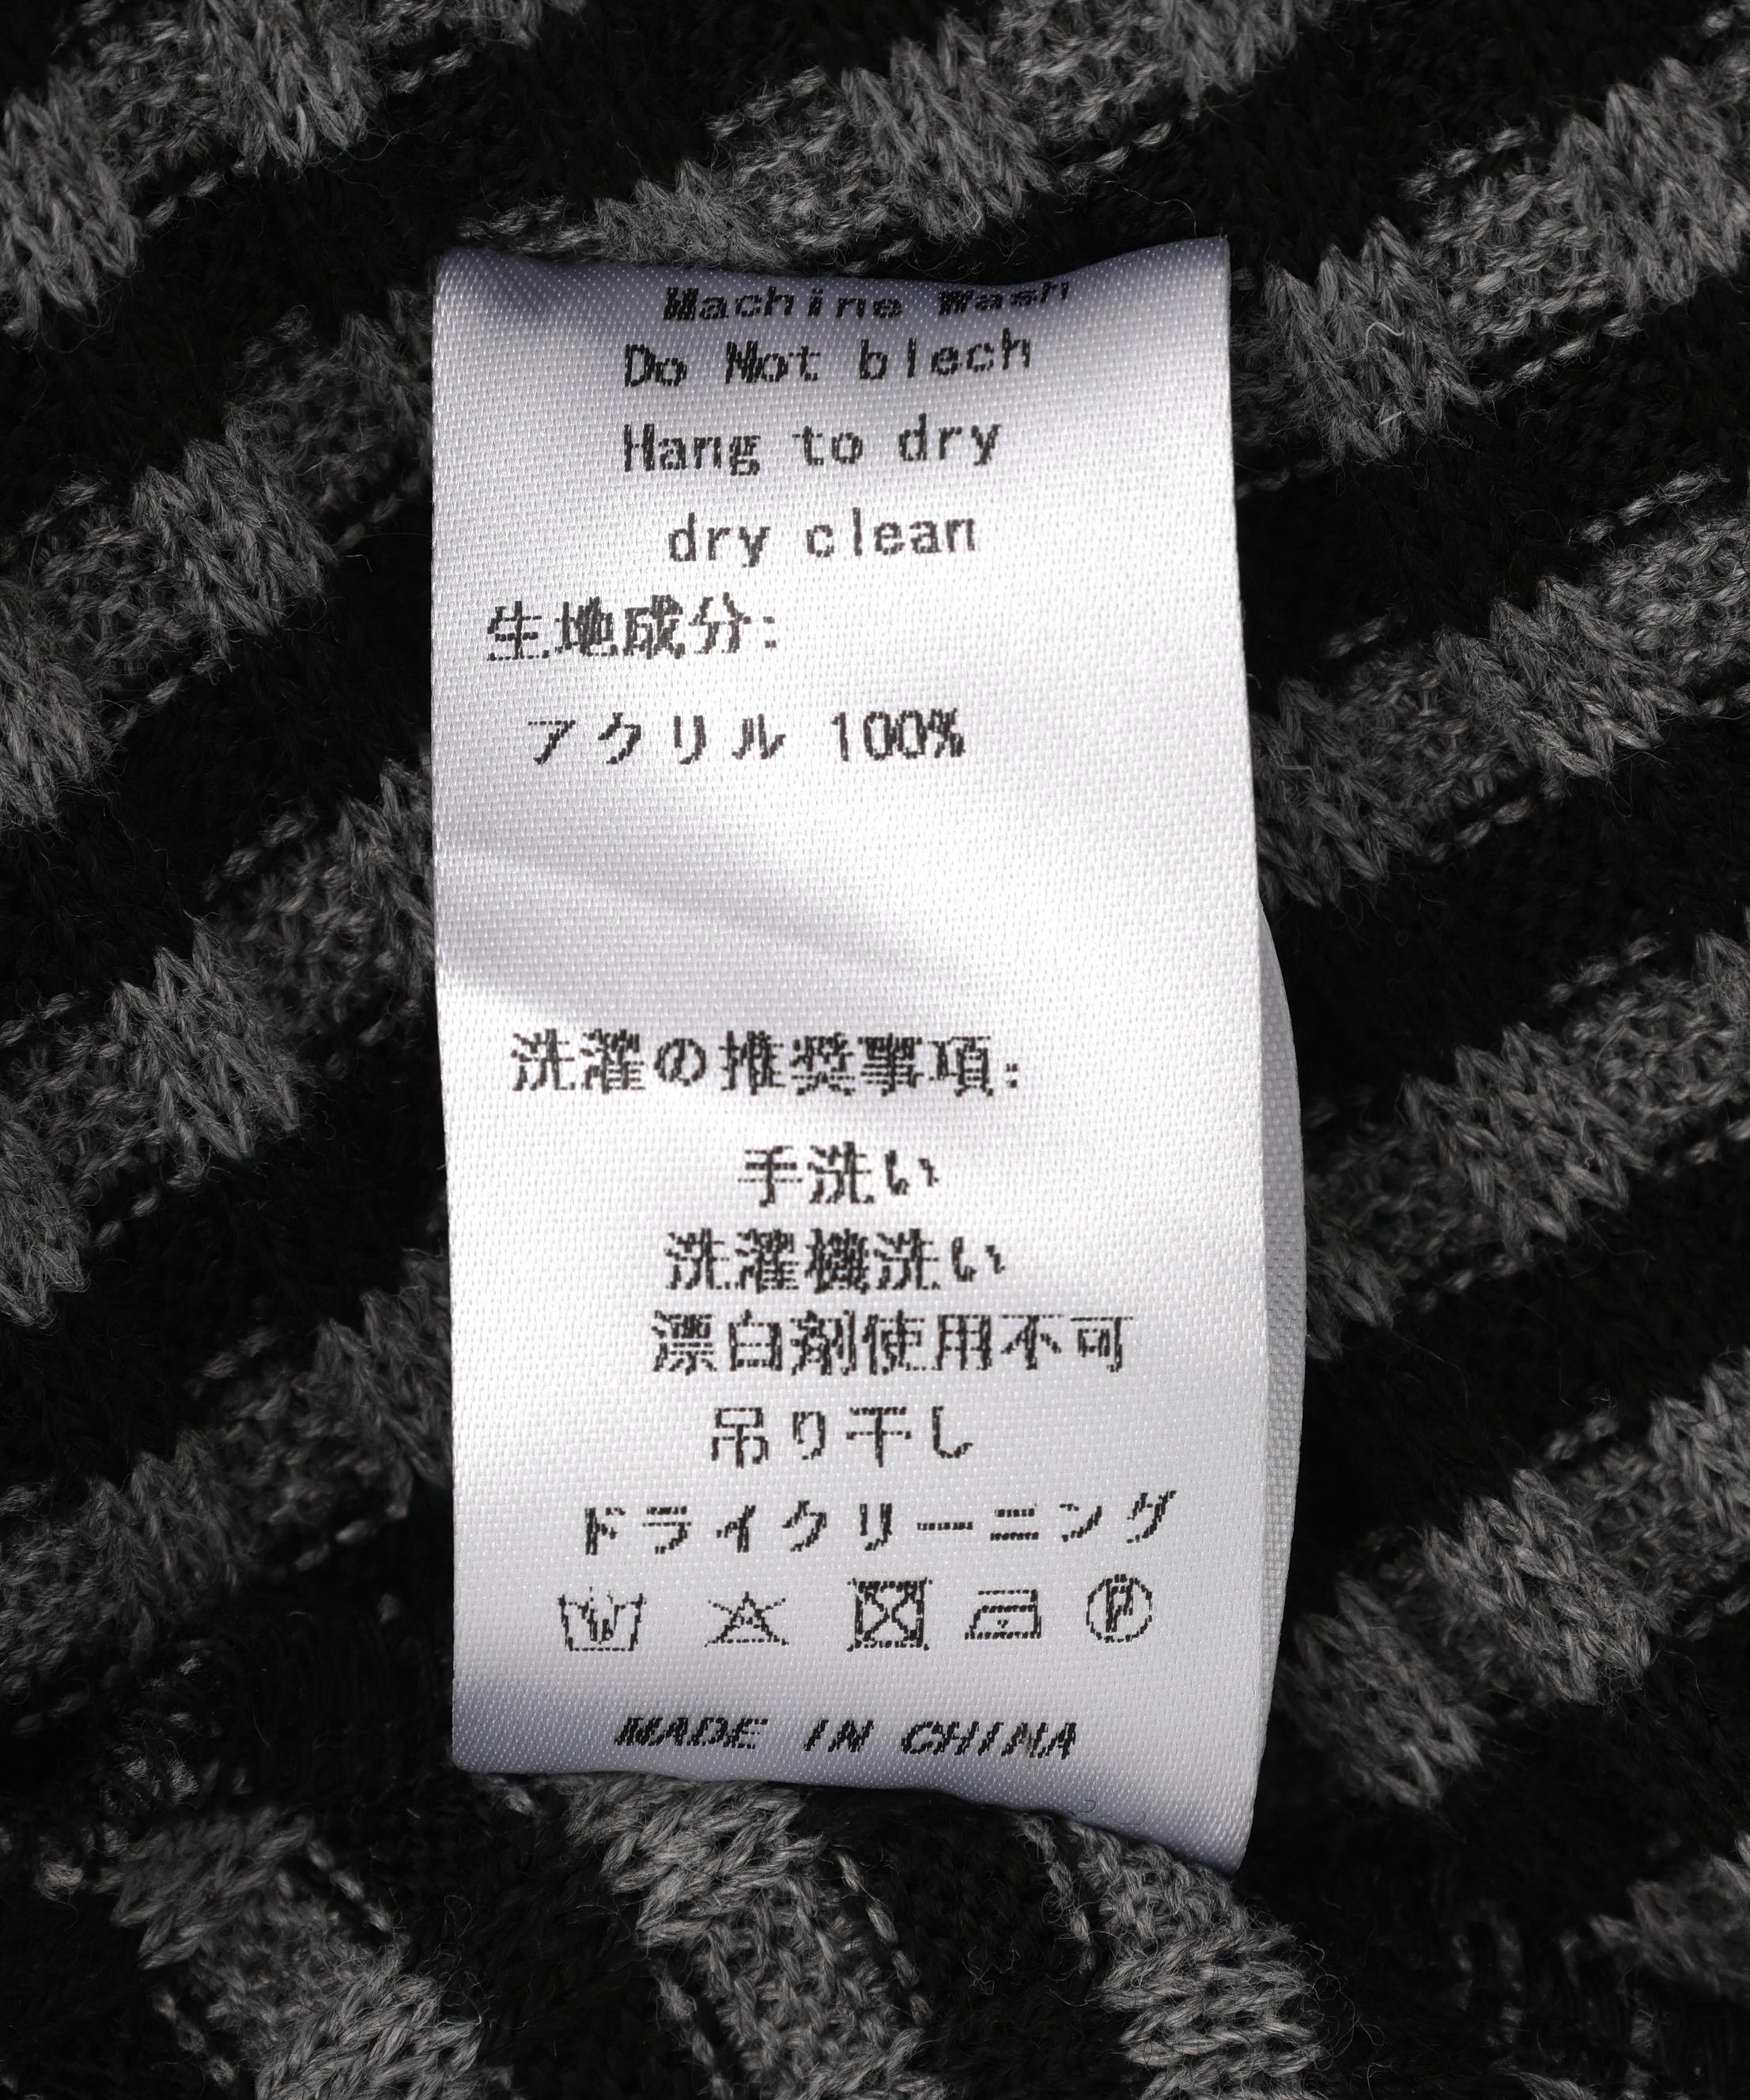 Machine Wash
Do Not blech
Hang to dry
dry clean
生地成分:
アクリル 100%
洗濯の推奨事項:
手洗い
洗濯機洗い
漂白剤使用不可
吊り干し
ドライクリーニング
P
MADE IN CHINA